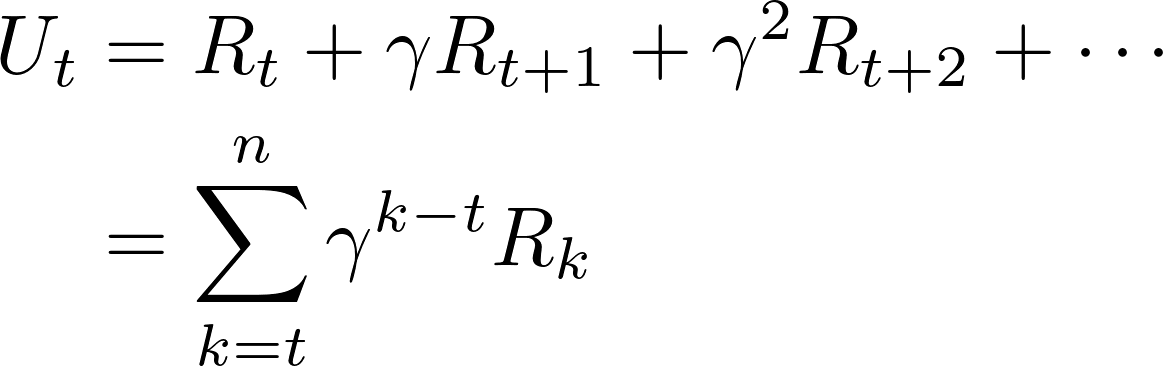 U_t = R_t + γR_{t+1} + γ^2 R_{t+2} + ⋯
= \sum_{k=t}^{n} γ^{k-t} R_k